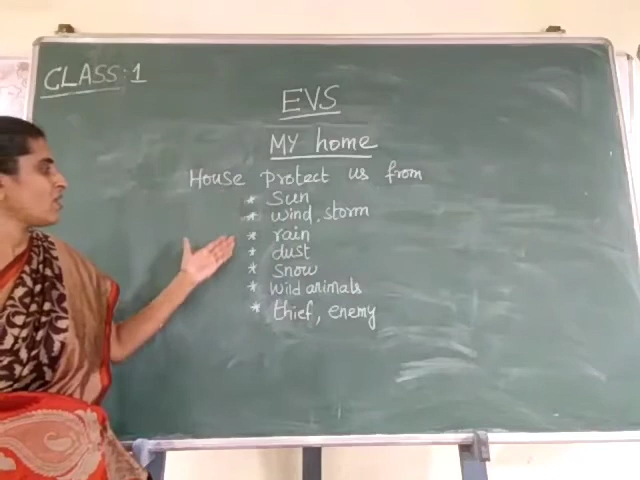 CLASS:1
EVS
MY home
House protect us from
* Sun
* wind, storm
* rain
* dust
* snow
* wild animals
* thief, enemy